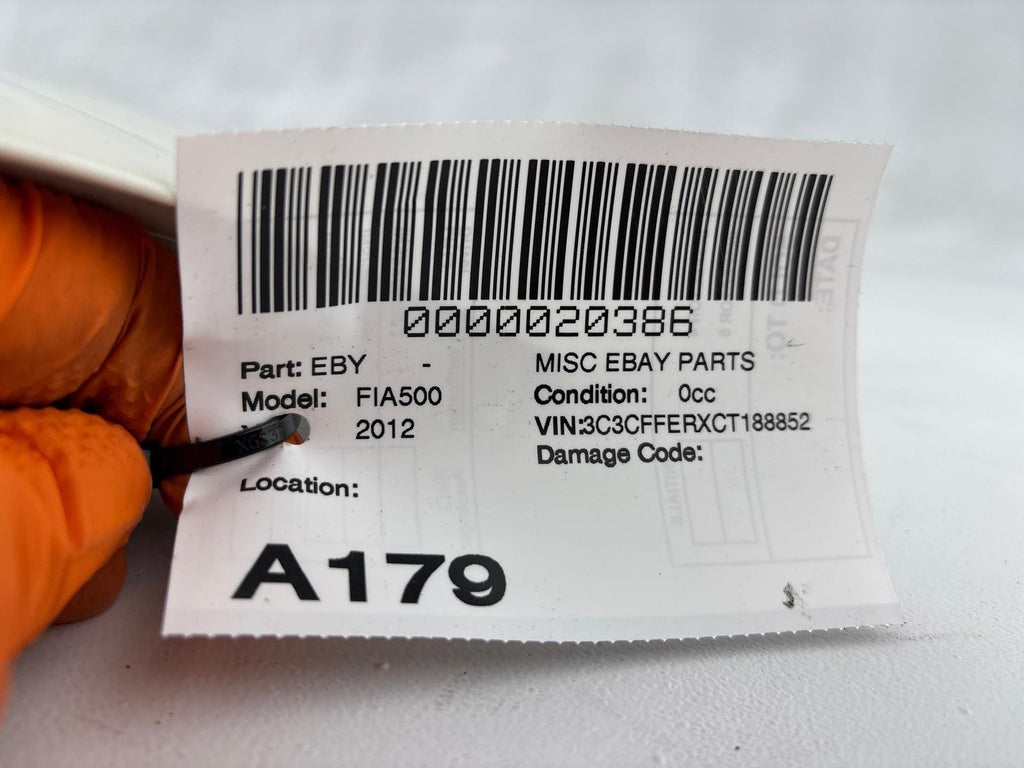 0000020386
Part: EBY - MISC EBAY PARTS
Model: FIA500 Condition: 0cc
2012 VIN:3C3CFFERXCT188852
Damage Code:
Location:
A179